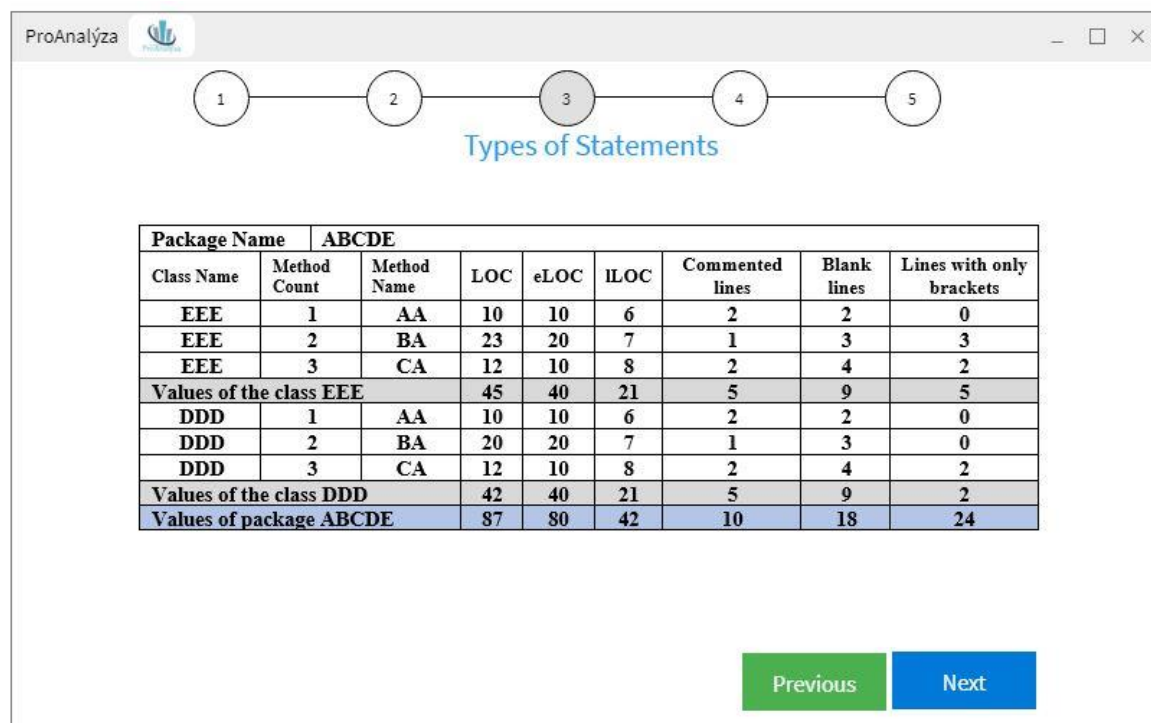 ProAnalýza
1 2 3 4 5
Types of Statements
Package Name ABCDE
Class Name Method Count Method Name LOC eLOC lLOC Commented lines Blank lines Lines with only brackets
EEE 1 AA 10 10 6 2 2 0
EEE 2 BA 23 20 7 1 3 3
EEE 3 CA 12 10 8 2 4 2
Values of the class EEE 45 40 21 5 9 5
DDD 1 AA 10 10 6 2 2 0
DDD 2 BA 20 20 7 1 3 0
DDD 3 CA 12 10 8 2 4 2
Values of the class DDD 42 40 21 5 9 2
Values of package ABCDE 87 80 42 10 18 24
Previous Next